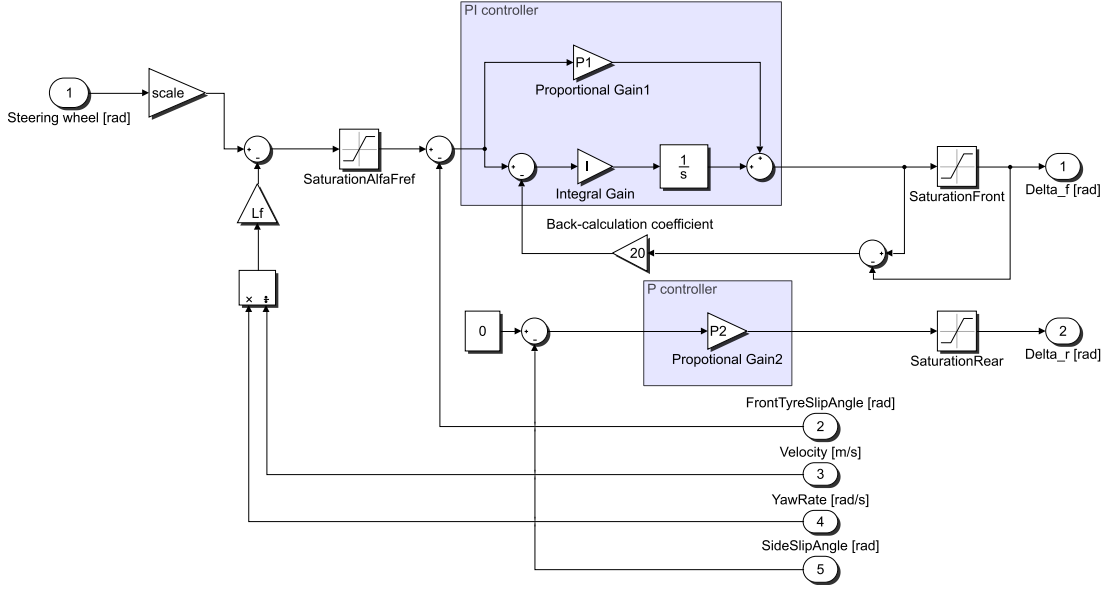 PI controller
P1
Proportional Gain1
1
Steering wheel [rad]
scale
+
-
SaturationAlfaFref
+
-
+
-
I
Integral Gain
1
s
+
+
SaturationFront
1
Delta_f [rad]
Lf
× ÷
Back-calculation coefficient
20
+
-
P controller
0
+
-
P2
Propotional Gain2
SaturationRear
2
Delta_r [rad]
FrontTyreSlipAngle [rad]
2
Velocity [m/s]
3
YawRate [rad/s]
4
SideSlipAngle [rad]
5